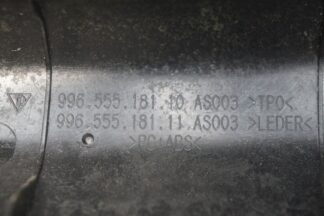 996.555.181.10 AS003 >TPO<
996.555.181.11 AS003 >LEDER<
>PC+ABS<